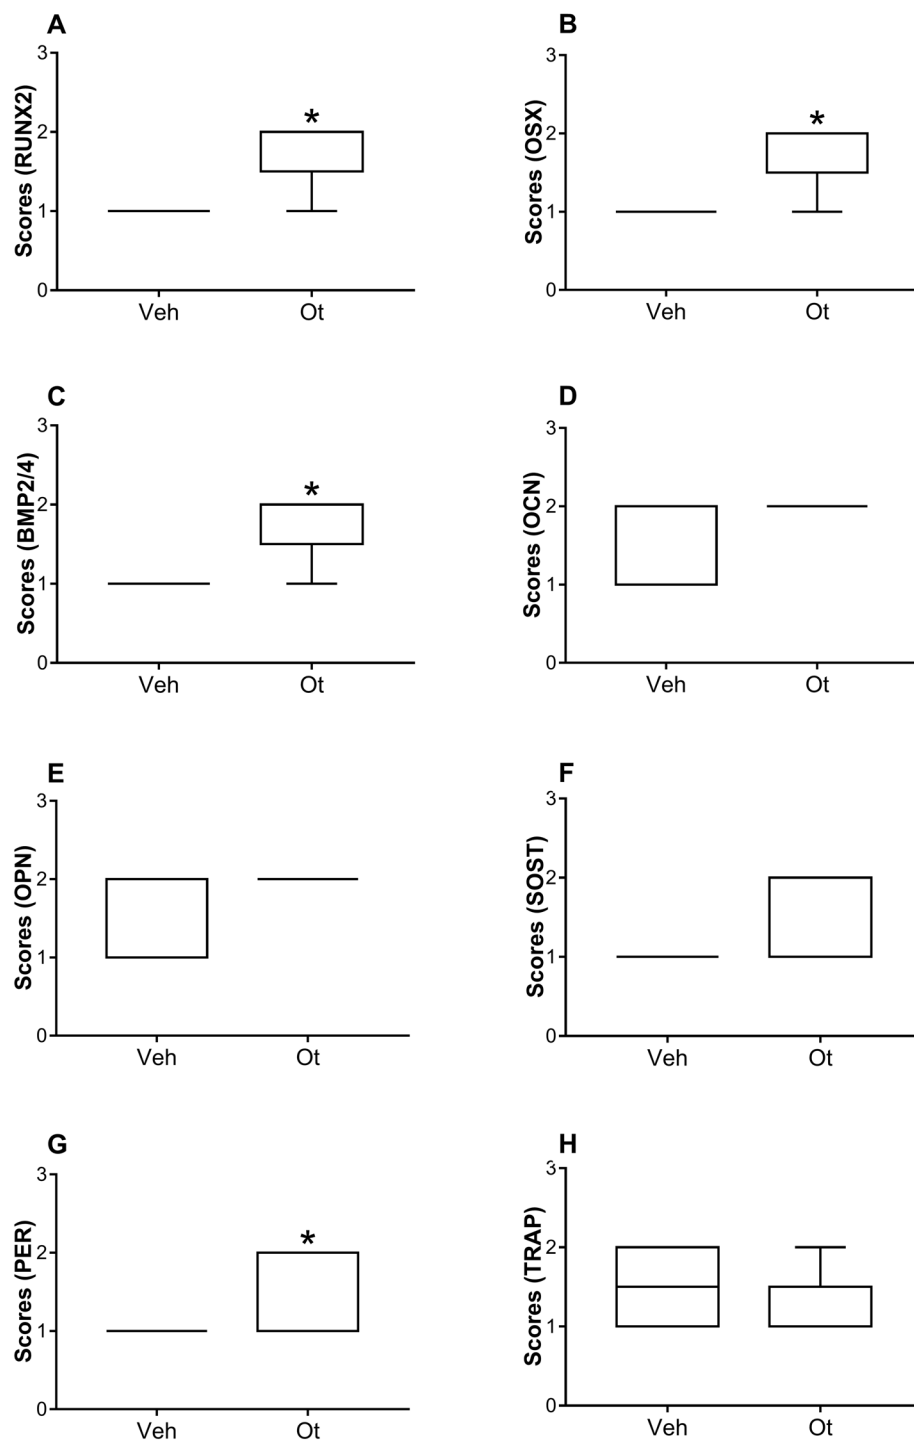 A
Scores (RUNX2)
3
2
1
0
*
Veh Ot
B
Scores (OSX)
3
2
1
0
*
Veh Ot
C
Scores (BMP2/4)
3
2
1
0
*
Veh Ot
D
Scores (OCN)
3
2
1
0
Veh Ot
E
Scores (OPN)
3
2
1
0
Veh Ot
F
Scores (SOST)
3
2
1
0
Veh Ot
G
Scores (PER)
3
2
1
0
*
Veh Ot
H
Scores (TRAP)
3
2
1
0
Veh Ot